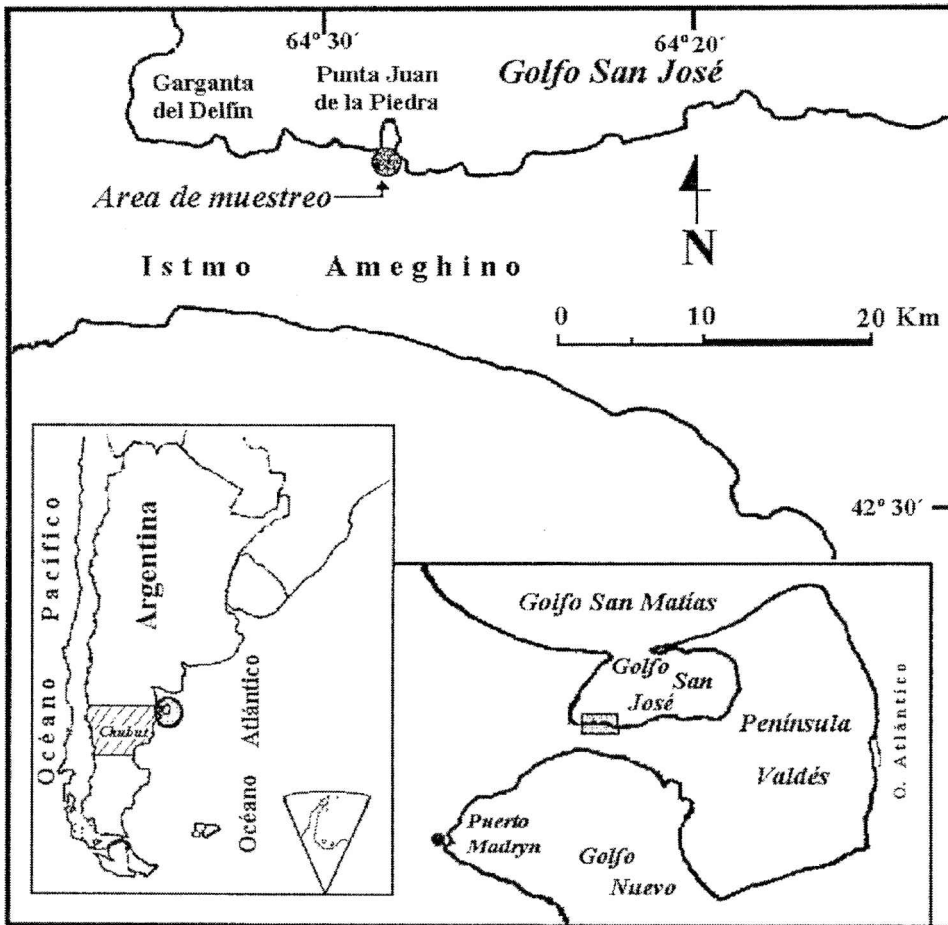 64° 30´
64° 20´
Garganta
del Delfín
Punta Juan
de la Piedra
Golfo San José
Area de muestreo
N
Istmo Ameghino
0 10 20 Km
42° 30´
Océano Pacífico
Argentina
Chubut
Océano Atlántico
Golfo San Matías
Golfo
San
José
Península
Valdés
O. Atlántico
Puerto
Madryn
Golfo
Nuevo